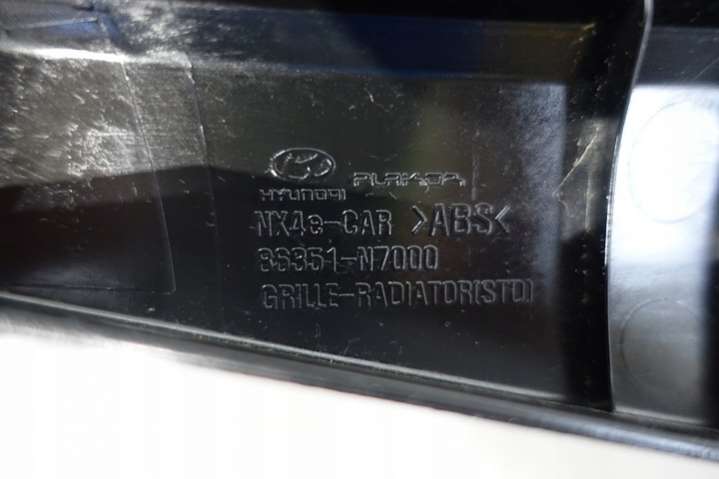 HYUNDAI PLAKOR
NX4e-CAR >ABS<
86351-N7000
GRILLE-RADIATOR(STD)